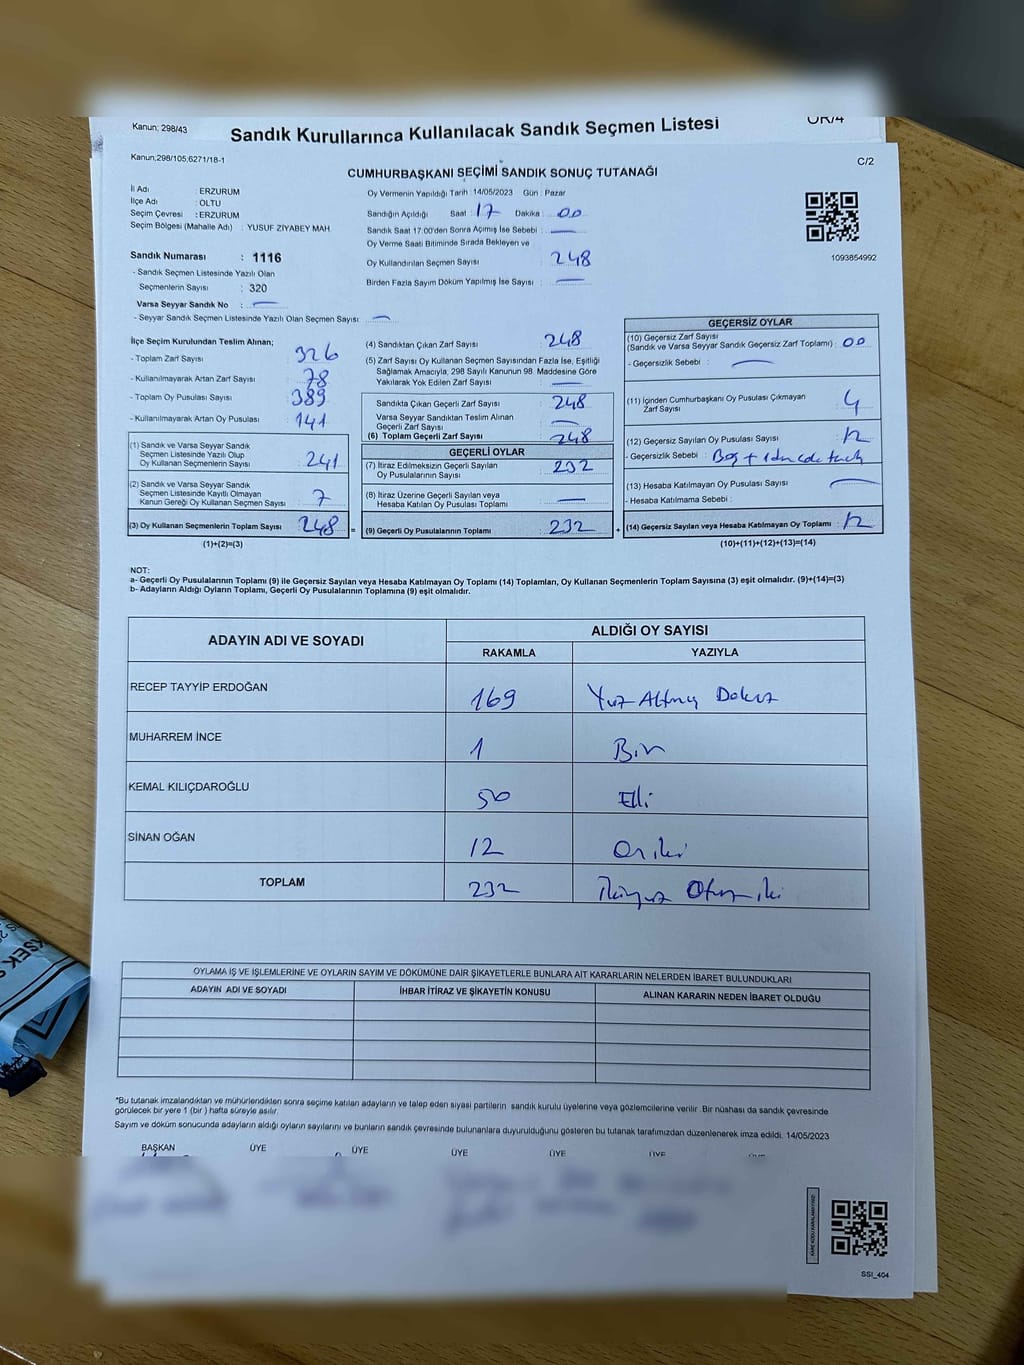 Kanun; 298/43
Sandık Kurullarınca Kullanılacak Sandık Seçmen Listesi
Kanun;298/105,6271/18-1
C/2
CUMHURBAŞKANI SEÇİMİ SANDIK SONUÇ TUTANAĞI
İl Adı : ERZURUM
İlçe Adı : OLTU
Seçim Çevresi : ERZURUM
Seçim Bölgesi (Mahalle Adı) : YUSUF ZİYABEY MAH.
Oy Vermenin Yapıldığı Tarih : 14/05/2023 Gün : Pazar
Sandığın Açıldığı Saat : 17 Dakika : 00
Sandık Saat 17:00'den Sonra Açılmış İse Sebebi : —
Oy Verme Saati Bitiminde Sırada Bekleyen ve
Oy Kullandırılan Seçmen Sayısı : 248
Birden Fazla Sayım Döküm Yapılmış İse Sayısı : —
1093854992
Sandık Numarası : 1116
- Sandık Seçmen Listesinde Yazılı Olan
Seçmenlerin Sayısı : 320
Varsa Seyyar Sandık No : —
- Seyyar Sandık Seçmen Listesinde Yazılı Olan Seçmen Sayısı: —
İlçe Seçim Kurulundan Teslim Alınan;
- Toplam Zarf Sayısı : 326
- Kullanılmayarak Artan Zarf Sayısı : 78
- Toplam Oy Pusulası Sayısı : 389
- Kullanılmayarak Artan Oy Pusulası : 141
(1) Sandık ve Varsa Seyyar Sandık
Seçmen Listesinde Yazılı Olup
Oy Kullanan Seçmenlerin Sayısı : 241
(2) Sandık ve Varsa Seyyar Sandık
Seçmen Listesinde Kayıtlı Olmayan
Kanun Gereği Oy Kullanan Seçmen Sayısı : 7
(3) Oy Kullanan Seçmenlerin Toplam Sayısı : 248 =
(1)+(2)=(3)
(4) Sandıktan Çıkan Zarf Sayısı : 248
(5) Zarf Sayısı Oy Kullanan Seçmen Sayısından Fazla İse, Eşitliği
Sağlamak Amacıyla, 298 Sayılı Kanunun 98. Maddesine Göre
Yakılarak Yok Edilen Zarf Sayısı : —
Sandıkta Çıkan Geçerli Zarf Sayısı : 248
Varsa Seyyar Sandıktan Teslim Alınan
Geçerli Zarf Sayısı : —
(6) Toplam Geçerli Zarf Sayısı : 248
GEÇERLİ OYLAR
(7) İtiraz Edilmeksizin Geçerli Sayılan
Oy Pusulalarının Sayısı : 232
(8) İtiraz Üzerine Geçerli Sayılan veya
Hesaba Katılan Oy Pusulası Toplamı : —
(9) Geçerli Oy Pusulalarının Toplamı : 232 +
GEÇERSİZ OYLAR
(10) Geçersiz Zarf Sayısı
(Sandık ve Varsa Seyyar Sandık Geçersiz Zarf Toplamı) : 00
- Geçersizlik Sebebi : —
(11) İçinden Cumhurbaşkanı Oy Pusulası Çıkmayan
Zarf Sayısı : 4
(12) Geçersiz Sayılan Oy Pusulası Sayısı : 12
- Geçersizlik Sebebi : Boş +
(13) Hesaba Katılmayan Oy Pusulası Sayısı : —
- Hesaba Katılmama Sebebi :
(14) Geçersiz Sayılan veya Hesaba Katılmayan Oy Toplamı : 12
(10)+(11)+(12)+(13)=(14)
NOT:
a- Geçerli Oy Pusulalarının Toplamı (9) ile Geçersiz Sayılan veya Hesaba Katılmayan Oy Toplamı (14) Toplamları, Oy Kullanan Seçmenlerin Toplam Sayısına (3) eşit olmalıdır. (9)+(14)=(3)
b- Adayların Aldığı Oyların Toplamı, Geçerli Oy Pusulalarının Toplamına (9) eşit olmalıdır.
ADAYIN ADI VE SOYADI ALDIĞI OY SAYISI
RAKAMLA YAZIYLA
RECEP TAYYİP ERDOĞAN 169 Yüz Altmış Dokuz
MUHARREM İNCE 1 Bir
KEMAL KILIÇDAROĞLU 50 Elli
SİNAN OĞAN 12 Oniki
TOPLAM 232 İkiyüz Otuz iki
OYLAMA İŞ VE İŞLEMLERİNE VE OYLARIN SAYIM VE DÖKÜMÜNE DAİR ŞİKAYETLERLE BUNLARA AİT KARARLARIN NELERDEN İBARET BULUNDUKLARI
ADAYIN ADI VE SOYADI İHBAR İTİRAZ VE ŞİKAYETİN KONUSU ALINAN KARARIN NEDEN İBARET OLDUĞU
*Bu tutanak imzalandıktan ve mühürlendikten sonra seçime katılan adayların ve talep eden siyasi partilerin sandık kurulu üyelerine veya gözlemcilerine verilir. Bir nüshası da sandık çevresinde
görülecek bir yere 1 (bir ) hafta süreyle asılır.
Sayım ve döküm sonucunda adayların aldığı oyların sayılarını ve bunların sandık çevresinde bulunanlara duyurulduğunu gösteren bu tutanak tarafımızdan düzenlenerek imza edildi. 14/05/2023
BAŞKAN ÜYE ÜYE ÜYE ÜYE ÜYE
SSI_404